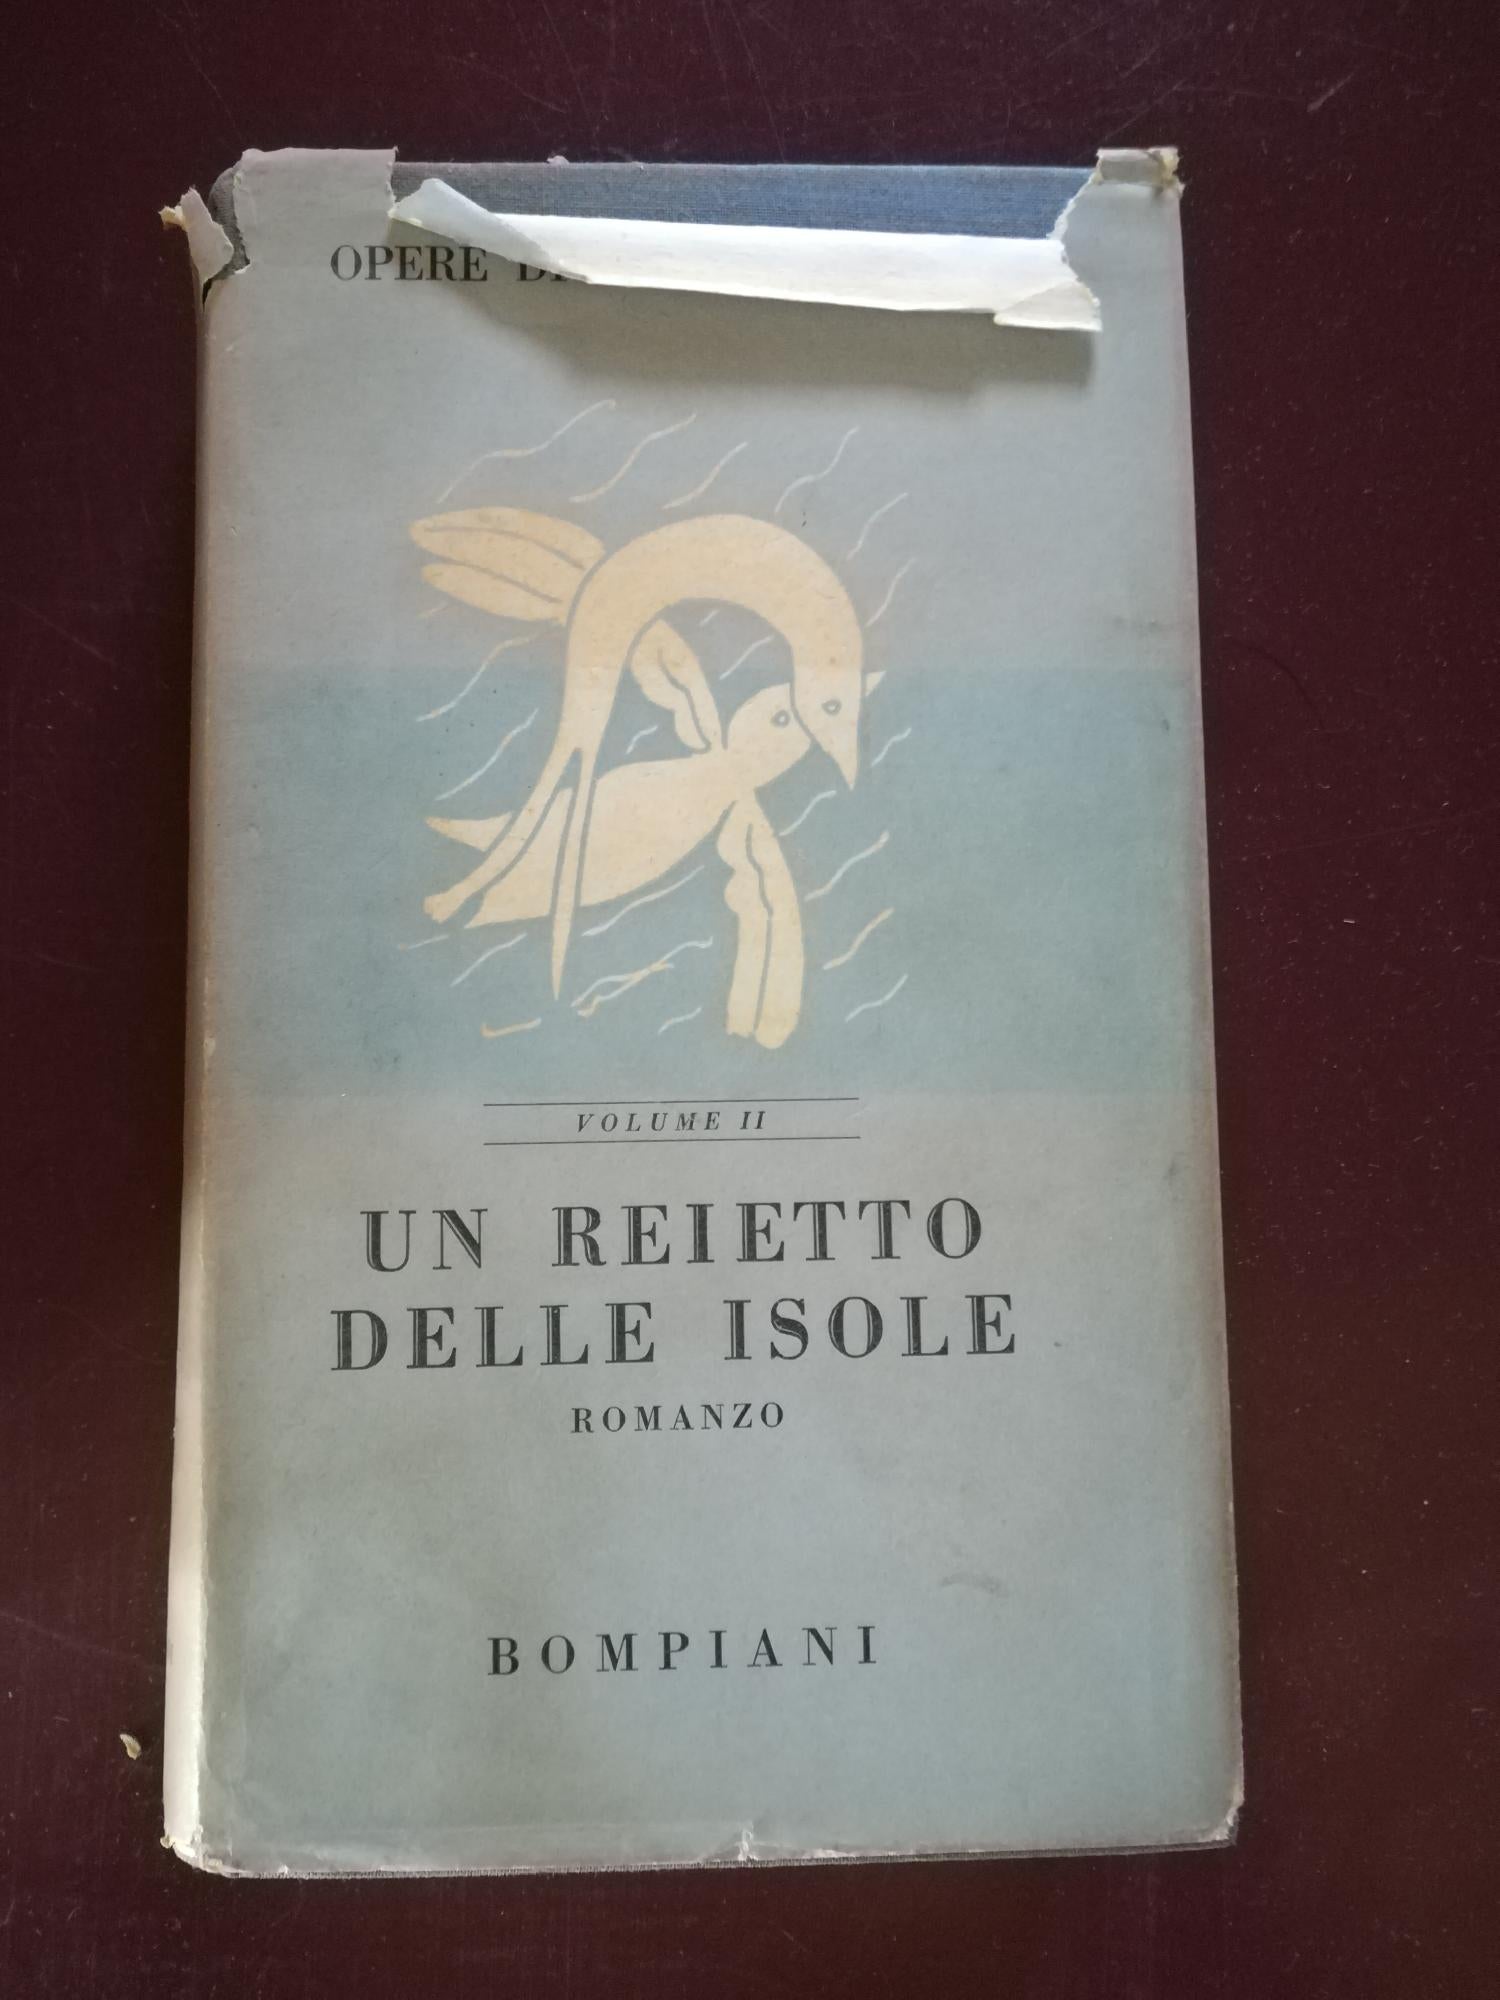 OPERE
VOLUME II
UN REIETTO
DELLE ISOLE
ROMANZO
BOMPIANI